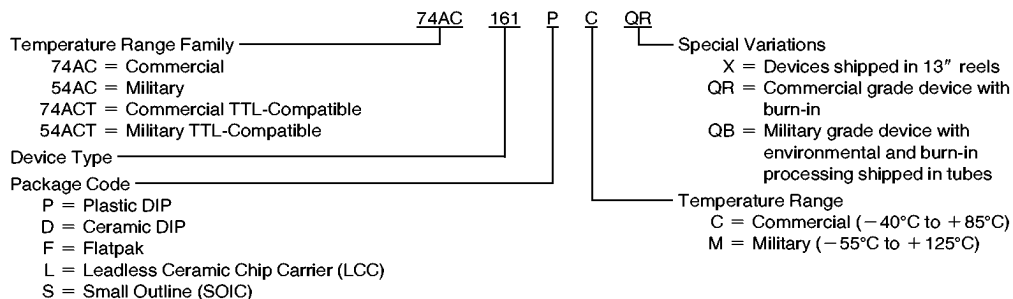 74AC 161 P C QR
Temperature Range Family
74AC = Commercial
54AC = Military
74ACT = Commercial TTL-Compatible
54ACT = Military TTL-Compatible
Device Type
Package Code
P = Plastic DIP
D = Ceramic DIP
F = Flatpak
L = Leadless Ceramic Chip Carrier (LCC)
S = Small Outline (SOIC)
Special Variations
X = Devices shipped in 13″ reels
QR = Commercial grade device with
burn-in
QB = Military grade device with
environmental and burn-in
processing shipped in tubes
Temperature Range
C = Commercial (−40°C to +85°C)
M = Military (−55°C to +125°C)